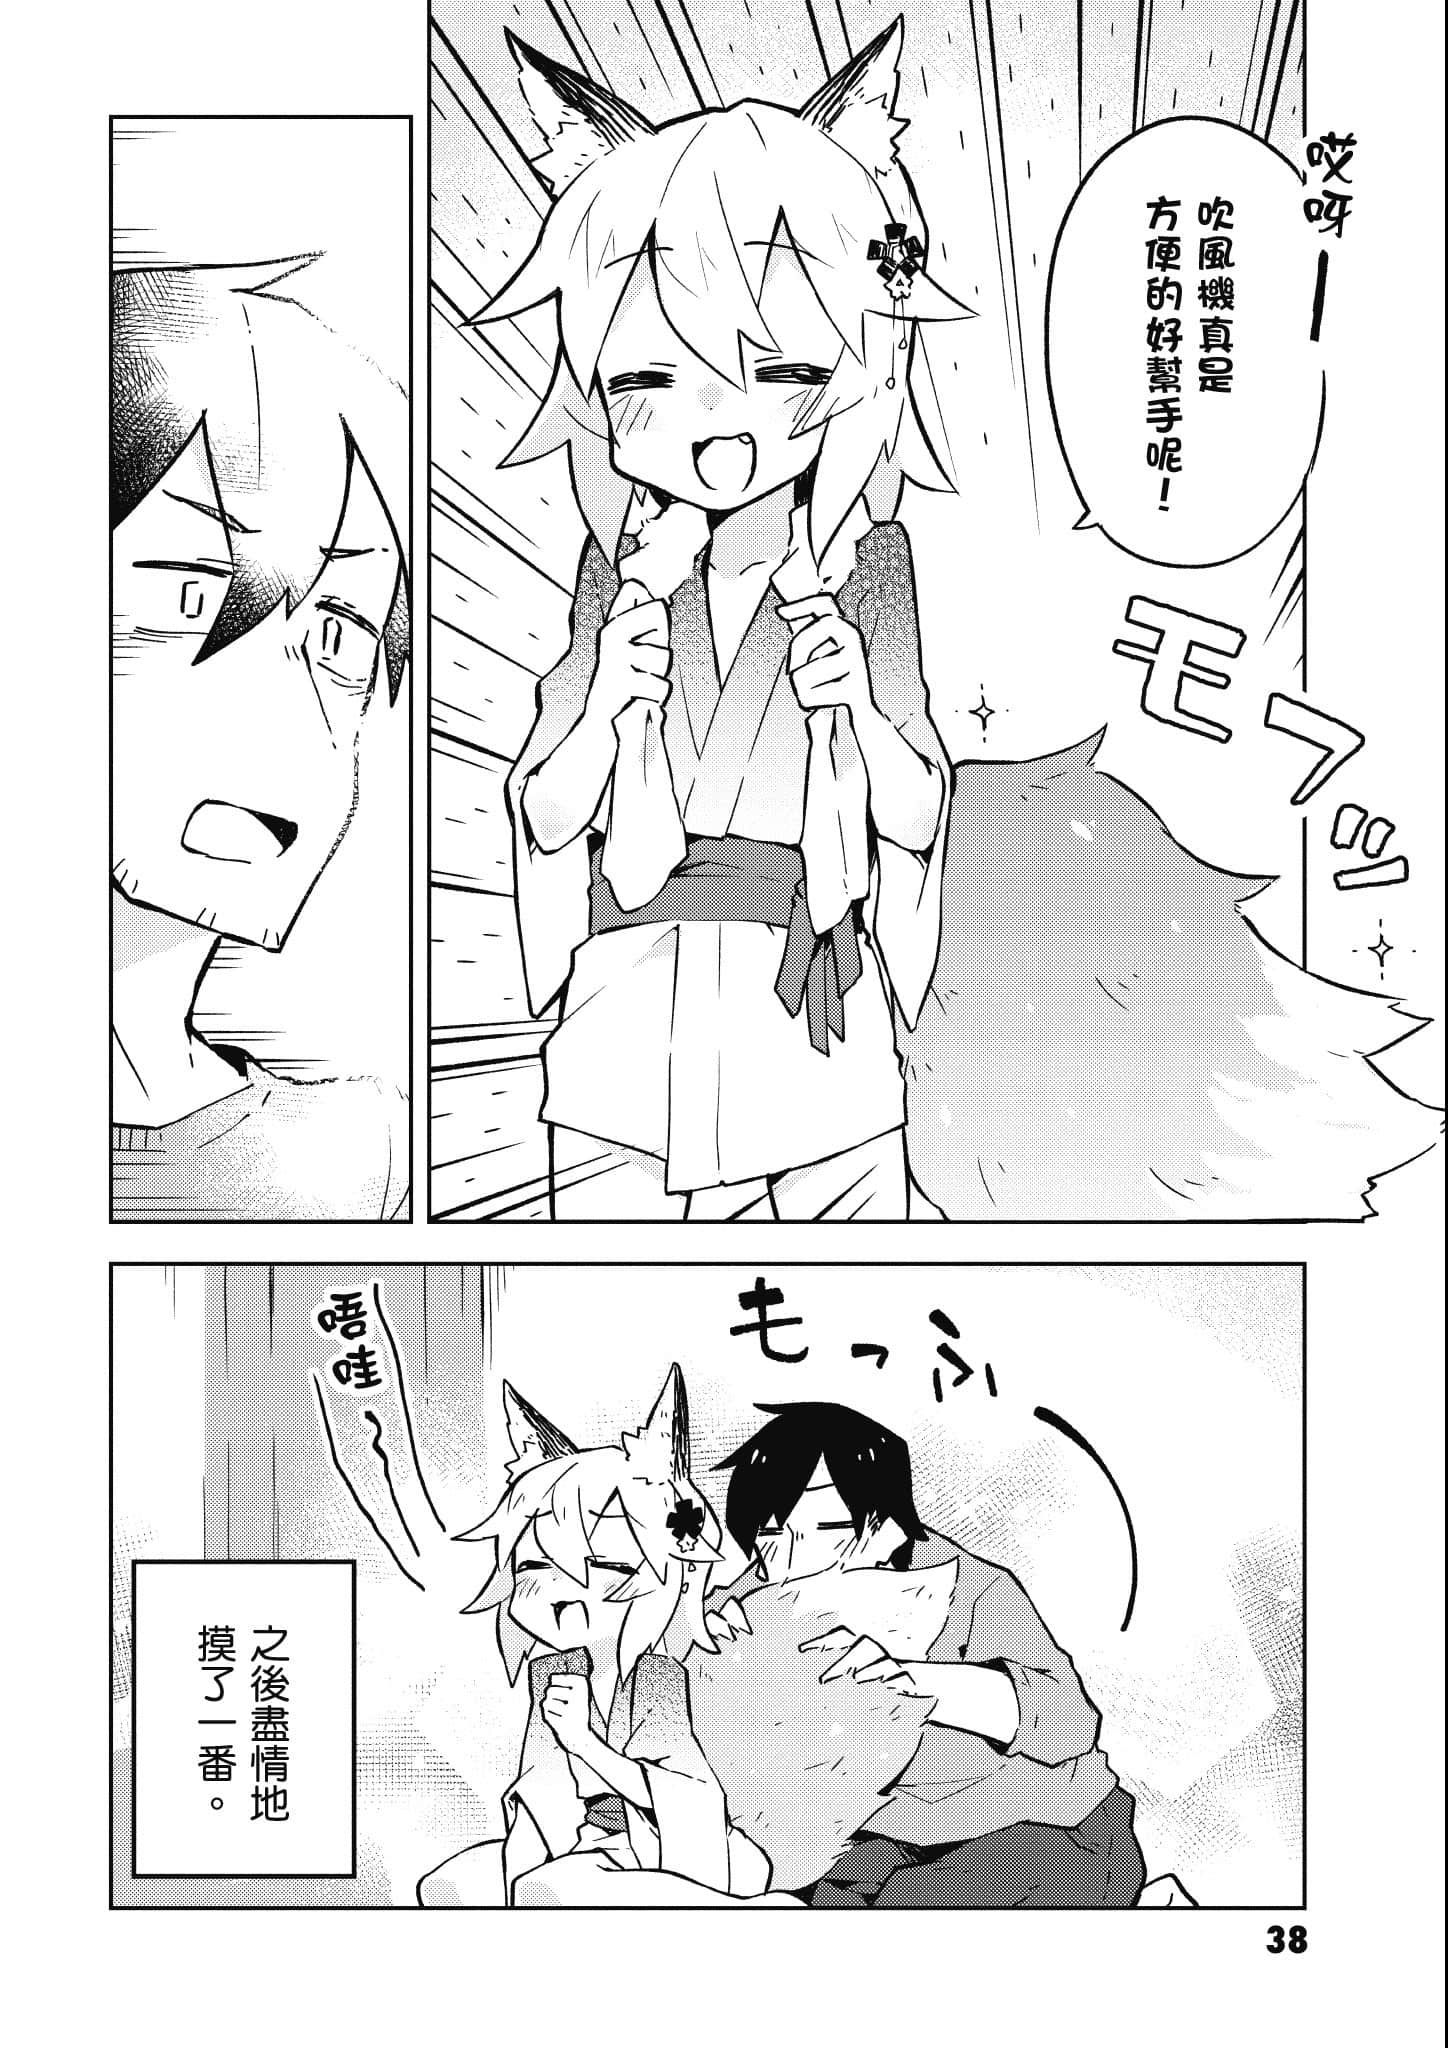 哎呀ー
吹風機真是
方便的好幫手呢！
モフッ
もっふ
唔哇
之後盡情地
摸了一番。
38